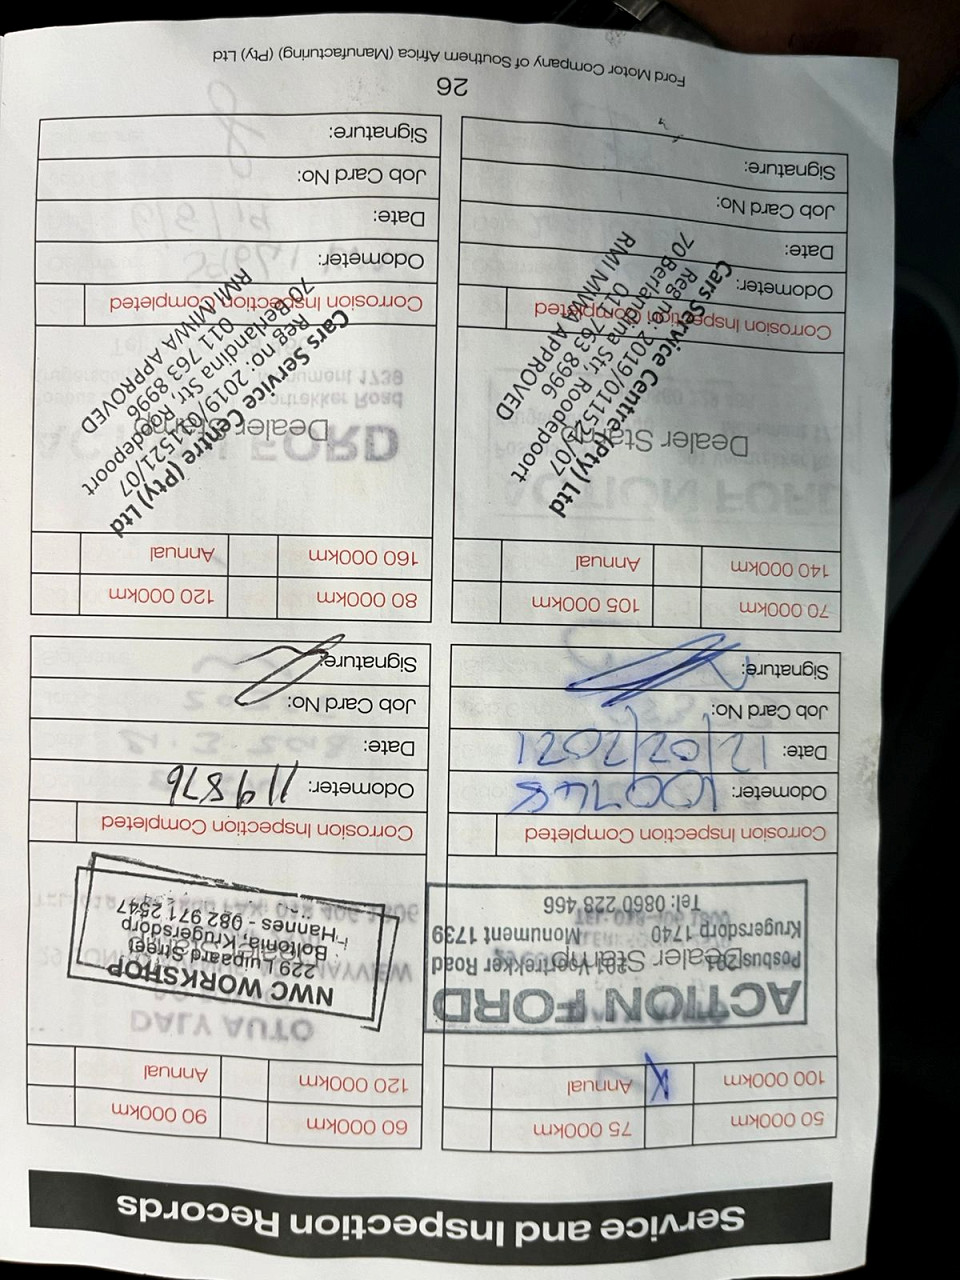 Service and Inspection Records
50 000km 75 000km
100 000km X Annual
ACTION FORD
Dealer Stamp
Posbus 201 201 Voortrekker Road
Krugersdorp 1740 Monument 1739
Tel: 0860 228 466
Corrosion Inspection Completed
Odometer: 100748
Date: 12/02/2021
Job Card No:
Signature:
60 000km 90 000km
120 000km Annual
NWC WORKSHOP
229 Luipaard Street
Boltonia-Krugersdorp
Hannes - 082 971 2547
Corrosion Inspection Completed
Odometer: 119876
Date:
Job Card No:
Signature:
70 000km 105 000km
140 000km Annual
Dealer Stamp
Cars Service Centre (Pty) Ltd
Reg no: 2019/031521/07
70 Berlandina Str, Roodepoort
011 763 8996
RMI MIWA APPROVED
Corrosion Inspection Completed
Odometer:
Date:
Job Card No:
Signature:
80 000km 120 000km
160 000km Annual
Dealer Stamp
Cars Service Centre (Pty) Ltd
Reg no: 2019/031521/07
70 Berlandina Str, Roodepoort
011 763 8996
RMI MIWA APPROVED
Corrosion Inspection Completed
Odometer:
Date:
Job Card No:
Signature:
26
Ford Motor Company of Southern Africa (Manufacturing) (Pty) Ltd